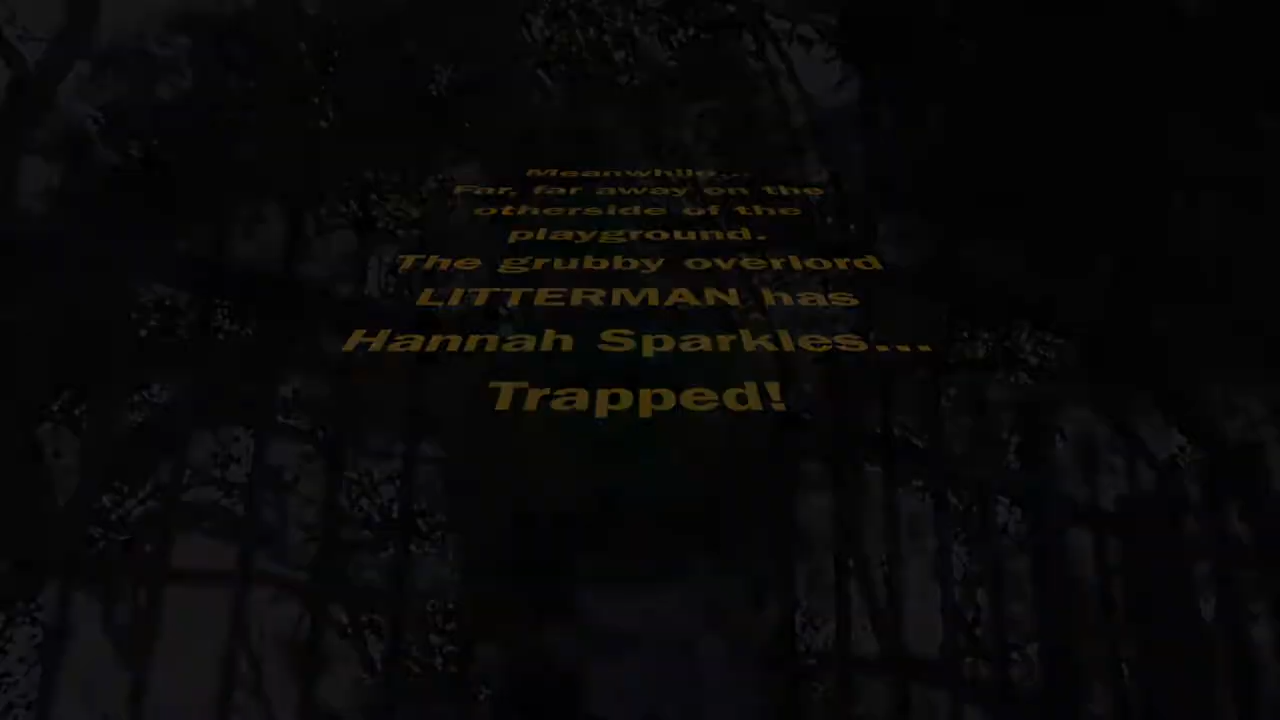 Meanwhile...
Far, far away on the
otherside of the
playground.
The grubby overlord
LITTERMAN has
Hannah Sparkles...
Trapped!